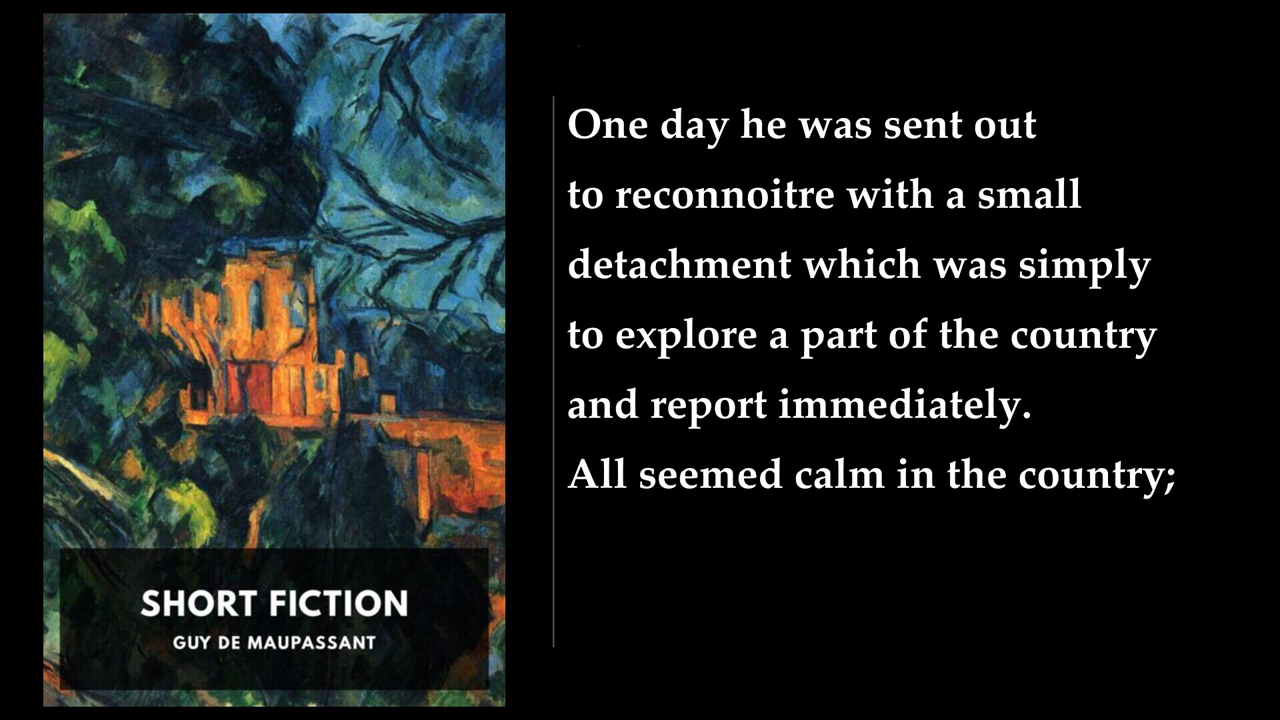 One day he was sent out
to reconnoitre with a small
detachment which was simply
to explore a part of the country
and report immediately.
All seemed calm in the country;
SHORT FICTION
GUY DE MAUPASSANT